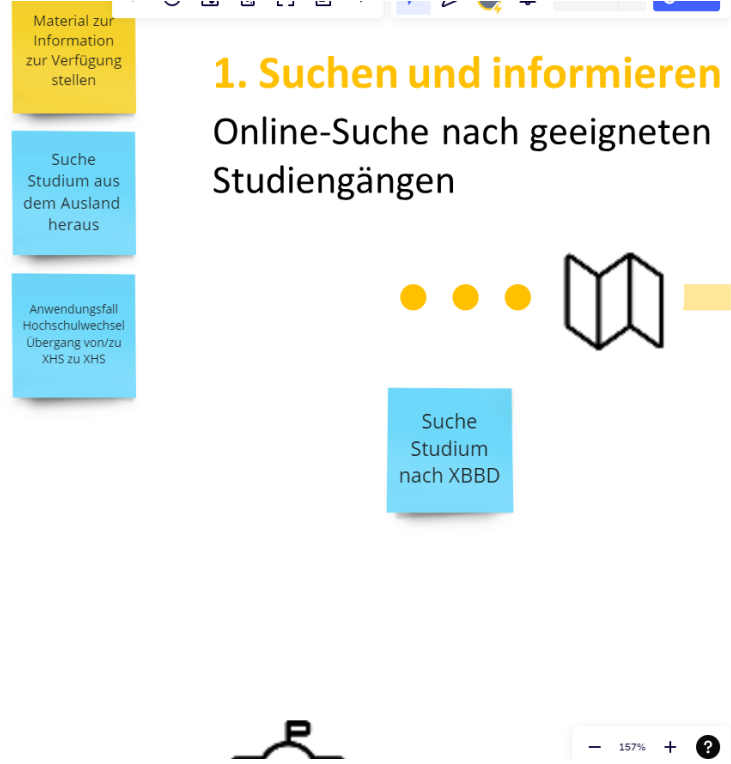 Material zur
Information
zur Verfügung
stellen
1. Suchen und informieren
Online-Suche nach geeigneten
Studiengängen
Suche
Studium aus
dem Ausland
heraus
Anwendungsfall
Hochschulwechsel
Übergang von/zu
XHS zu XHS
Suche
Studium
nach XBBD
157%
?